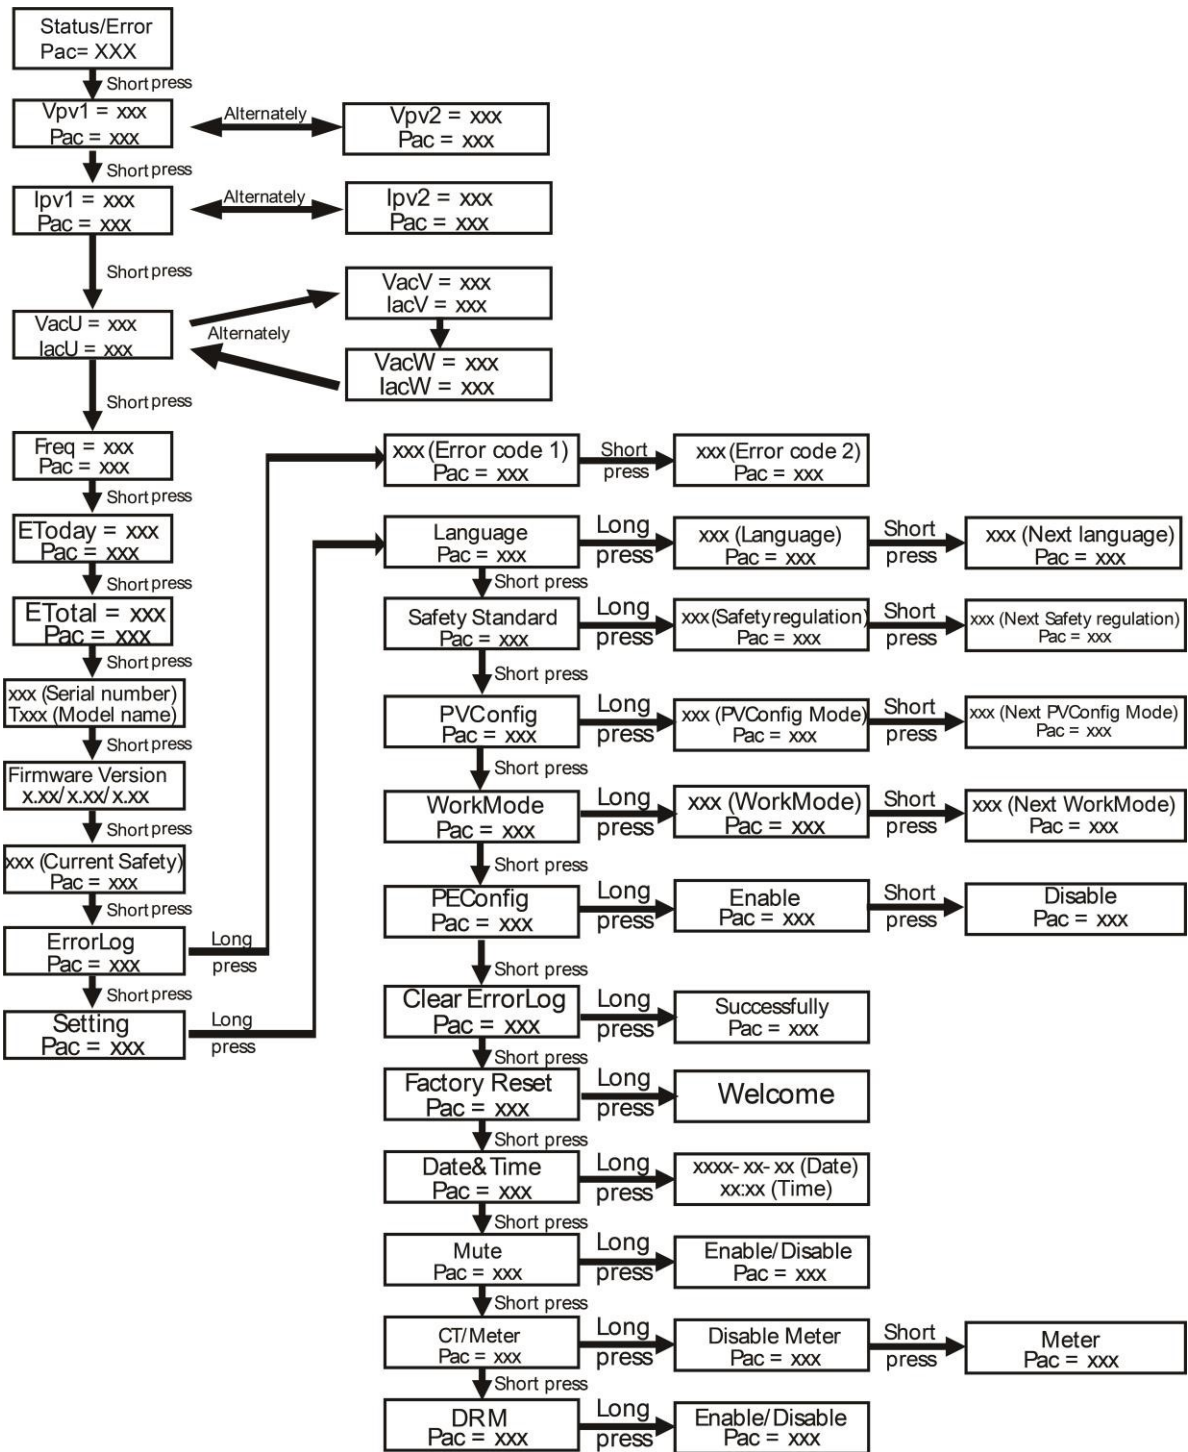 Status/Error
Pac= XXX
Short press
Vpv1 = xxx
Pac = xxx
Alternately
Vpv2 = xxx
Pac = xxx
Short press
Ipv1 = xxx
Pac = xxx
Alternately
Ipv2 = xxx
Pac = xxx
Short press
VacU = xxx
IacU = xxx
Alternately
VacV = xxx
IacV = xxx
VacW = xxx
IacW = xxx
Short press
Freq = xxx
Pac = xxx
Short press
EToday = xxx
Pac = xxx
Short press
ETotal = xxx
Pac = xxx
Short press
xxx (Serial number)
Txxx (Model name)
Short press
Firmware Version
x.xx/x.xx/x.xx
Short press
xxx (Current Safety)
Pac = xxx
Short press
ErrorLog
Pac = xxx
Long
press
Short press
Setting
Pac = xxx
Long
press
xxx (Error code 1)
Pac = xxx
Short
press
xxx (Error code 2)
Pac = xxx
Language
Pac = xxx
Long
press
xxx (Language)
Pac = xxx
Short
press
xxx (Next language)
Pac = xxx
Short press
Safety Standard
Pac = xxx
Long
press
xxx (Safety regulation)
Pac = xxx
Short
press
xxx (Next Safety regulation)
Pac = xxx
Short press
PVConfig
Pac = xxx
Long
press
xxx (PVConfig Mode)
Pac = xxx
Short
press
xxx (Next PVConfig Mode)
Pac = xxx
Short press
WorkMode
Pac = xxx
Long
press
xxx (WorkMode)
Pac = xxx
Short
press
xxx (Next WorkMode)
Pac = xxx
Short press
PEConfig
Pac = xxx
Long
press
Enable
Pac = xxx
Short
press
Disable
Pac = xxx
Short press
Clear ErrorLog
Pac = xxx
Long
press
Successfully
Pac = xxx
Short press
Factory Reset
Pac = xxx
Long
press
Welcome
Short press
Date&Time
Pac = xxx
Long
press
xxxx-xx-xx (Date)
xx:xx (Time)
Short press
Mute
Pac = xxx
Long
press
Enable/Disable
Pac = xxx
Short press
CT/Meter
Pac = xxx
Long
press
Disable Meter
Pac = xxx
Short
press
Meter
Pac = xxx
Short press
DRM
Pac = xxx
Long
press
Enable/Disable
Pac = xxx